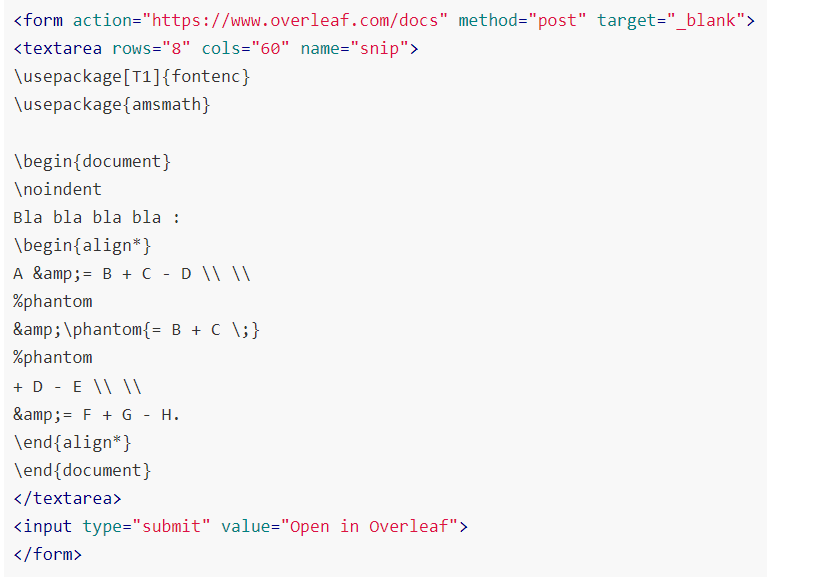 <form action="https://www.overleaf.com/docs" method="post" target="_blank">
<textarea rows="8" cols="60" name="snip">
\usepackage[T1]{fontenc}
\usepackage{amsmath}

\begin{document}
\noindent
Bla bla bla bla :
\begin{align*}
A &amp;= B + C - D \\ \\
%phantom
&amp;\phantom{= B + C \;}
%phantom
+ D - E \\ \\
&amp;= F + G - H.
\end{align*}
\end{document}
</textarea>
<input type="submit" value="Open in Overleaf">
</form>